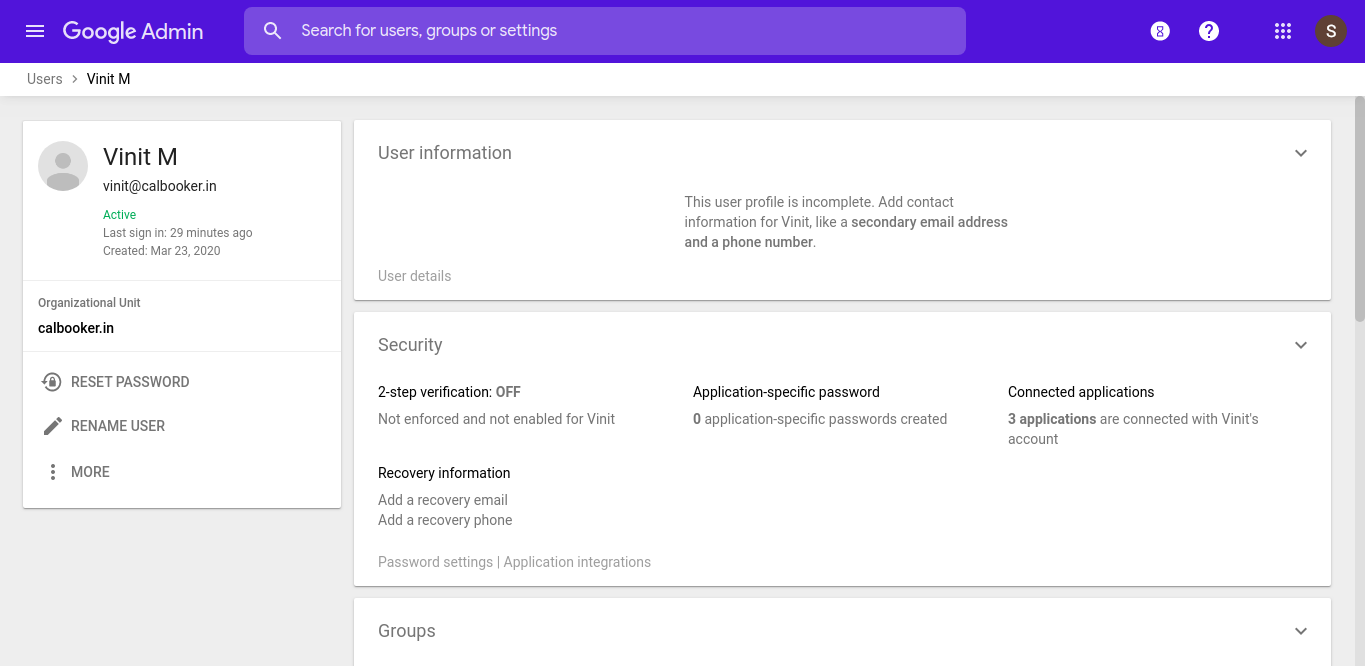 Google Admin
Search for users, groups or settings
S
Users > Vinit M
Vinit M
vinit@calbooker.in
Active
Last sign in: 29 minutes ago
Created: Mar 23, 2020
Organizational Unit
calbooker.in
RESET PASSWORD
RENAME USER
MORE
User information
This user profile is incomplete. Add contact
information for Vinit, like a secondary email address
and a phone number.
User details
Security
2-step verification: OFF
Not enforced and not enabled for Vinit
Application-specific password
0 application-specific passwords created
Connected applications
3 applications are connected with Vinit's
account
Recovery information
Add a recovery email
Add a recovery phone
Password settings | Application integrations
Groups